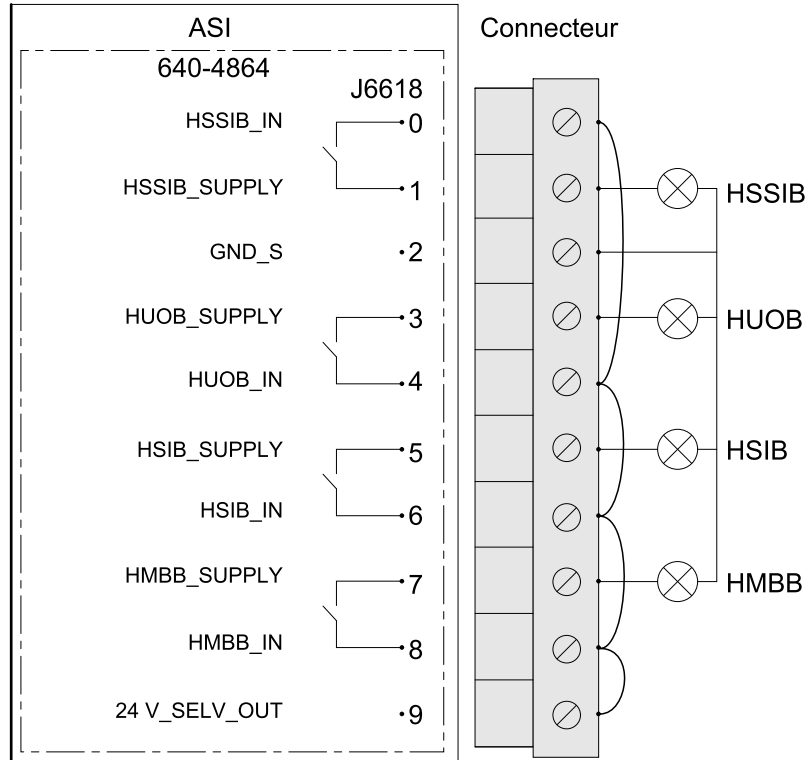 ASI
Connecteur
640-4864
J6618
HSSIB_IN
0
HSSIB_SUPPLY
1
HSSIB
GND_S
2
HUOB_SUPPLY
3
HUOB
HUOB_IN
4
HSIB_SUPPLY
5
HSIB
HSIB_IN
6
HMBB_SUPPLY
7
HMBB
HMBB_IN
8
24 V_SELV_OUT
9